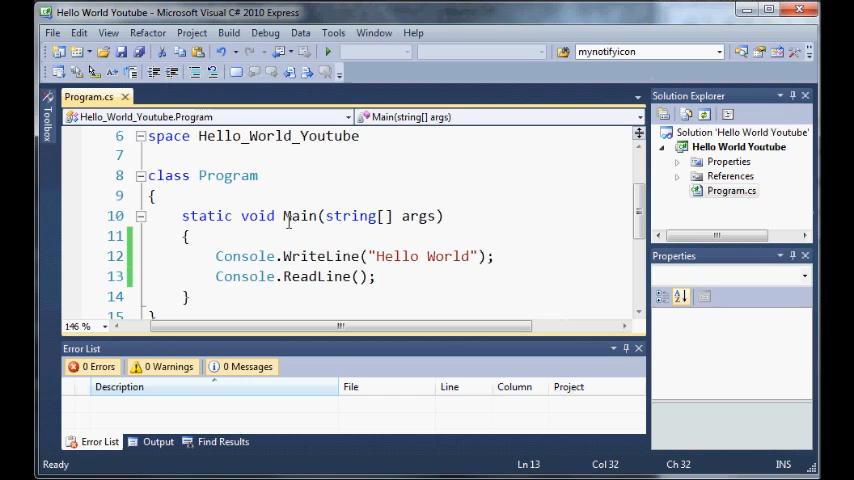 Hello World Youtube - Microsoft Visual C# 2010 Express
File Edit View Refactor Project Build Debug Data Tools Window Help
mynotifyicon
Program.cs
Solution Explorer
Toolbox
Hello_World_Youtube.Program
Main(string[] args)
6 space Hello_World_Youtube
7
8 class Program
9 {
10 static void Main(string[] args)
11 {
12 Console.WriteLine("Hello World");
13 Console.ReadLine();
14 }
15 }
146 %
Solution 'Hello World Youtube'
Hello World Youtube
Properties
References
Program.cs
Properties
Error List
0 Errors
0 Warnings
0 Messages
Description File Line Column Project
Error List
Output
Find Results
Ready
Ln 13
Col 32
Ch 32
INS